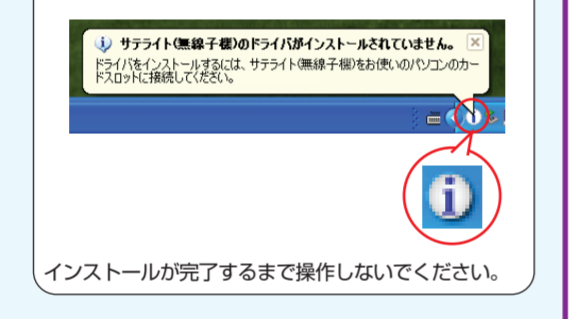 サテライト(無線子機)のドライバがインストールされていません。
ドライバをインストールするには、サテライト(無線子機)をお使いのパソコンのカー
ドスロットに接続してください。
インストールが完了するまで操作しないでください。